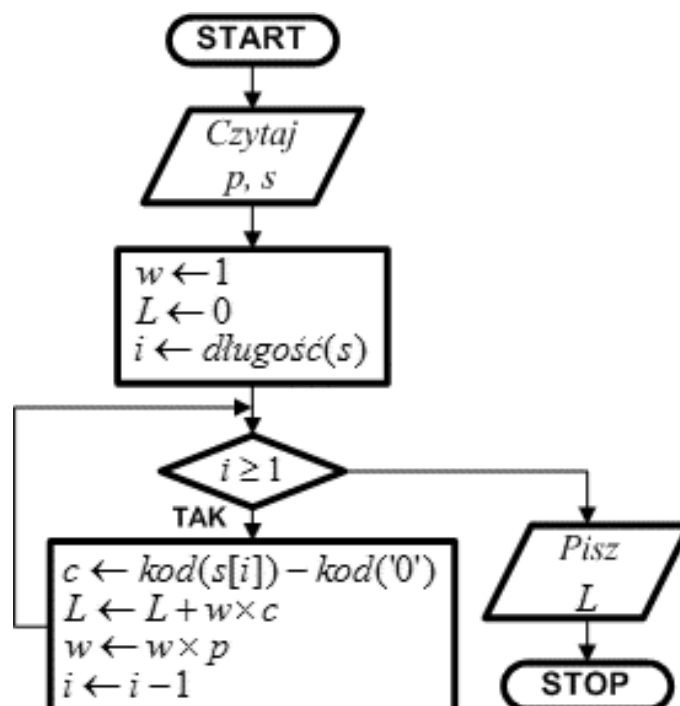 START
Czytaj
p, s
w ← 1
L ← 0
i ← długość(s)
i ≥ 1
TAK
c ← kod(s[i]) – kod('0')
L ← L + w × c
w ← w × p
i ← i – 1
Pisz
L
STOP